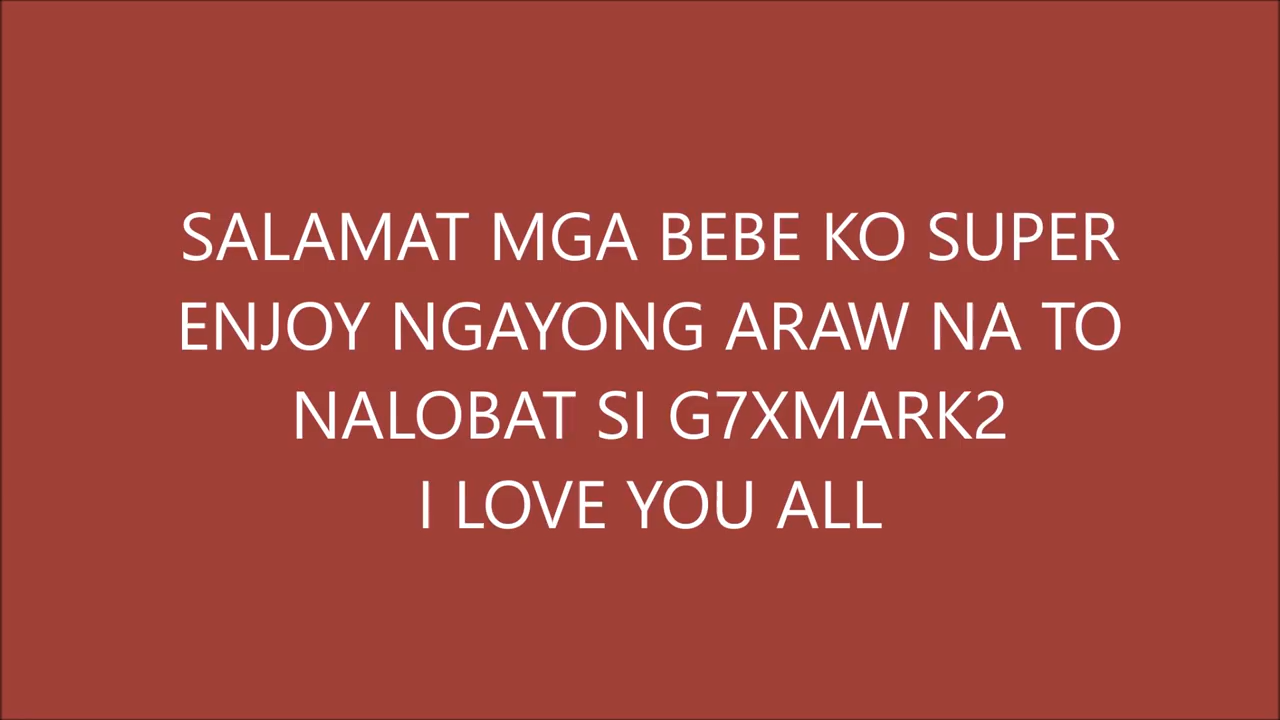 SALAMAT MGA BEBE KO SUPER
ENJOY NGAYONG ARAW NA TO
NALOBAT SI G7XMARK2
I LOVE YOU ALL